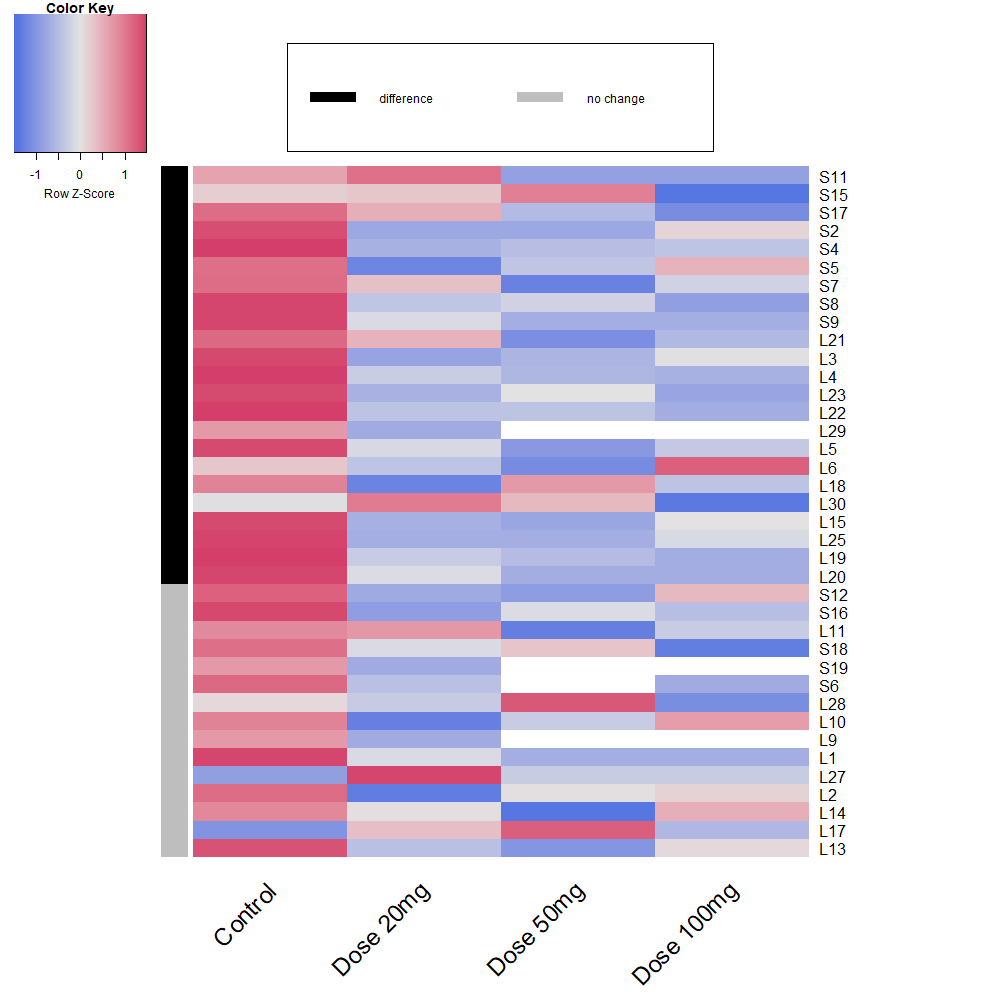 Color Key
-1 0 1
Row Z-Score
difference no change
S11
S15
S17
S2
S4
S5
S7
S8
S9
L21
L3
L4
L23
L22
L29
L5
L6
L18
L30
L15
L25
L19
L20
S12
S16
L11
S18
S19
S6
L28
L10
L9
L1
L27
L2
L14
L17
L13
Control Dose 20mg Dose 50mg Dose 100mg